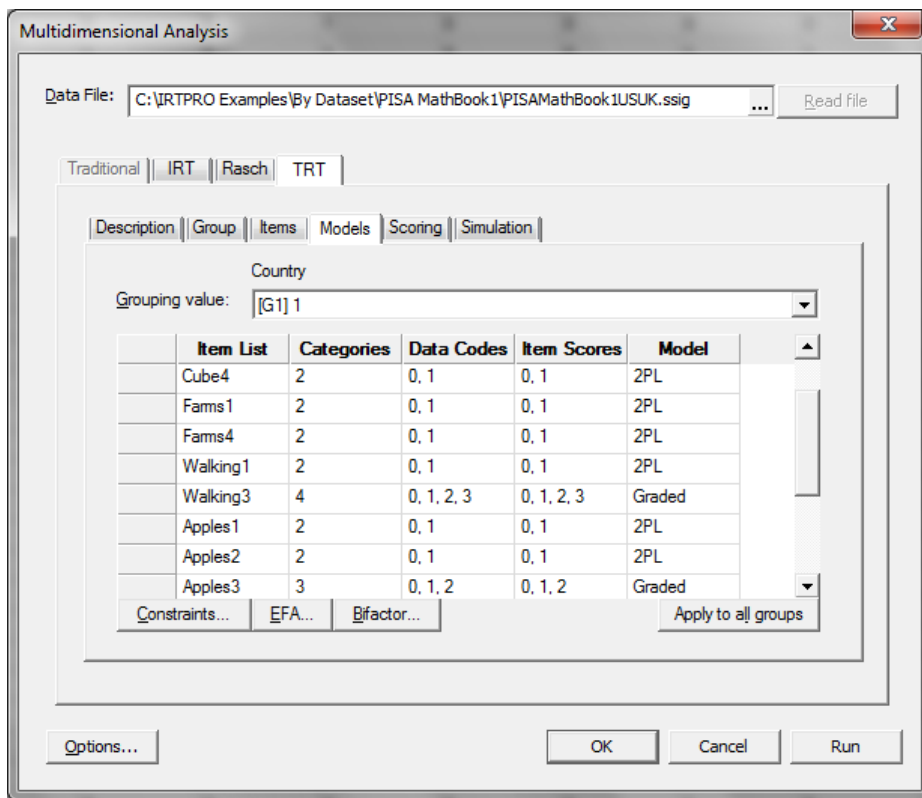 Multidimensional Analysis
Data File: C:\IRTPRO Examples\By Dataset\PISA MathBook1\PISAMathBook1USUK.ssig ... Read file
Traditional IRT Rasch TRT
Description Group Items Models Scoring Simulation
Country
Grouping value: [G1] 1
Item List Categories Data Codes Item Scores Model
Cube4 2 0, 1 0, 1 2PL
Farms1 2 0, 1 0, 1 2PL
Farms4 2 0, 1 0, 1 2PL
Walking1 2 0, 1 0, 1 2PL
Walking3 4 0, 1, 2, 3 0, 1, 2, 3 Graded
Apples1 2 0, 1 0, 1 2PL
Apples2 2 0, 1 0, 1 2PL
Apples3 3 0, 1, 2 0, 1, 2 Graded
Constraints... EFA... Bifactor... Apply to all groups
Options... OK Cancel Run